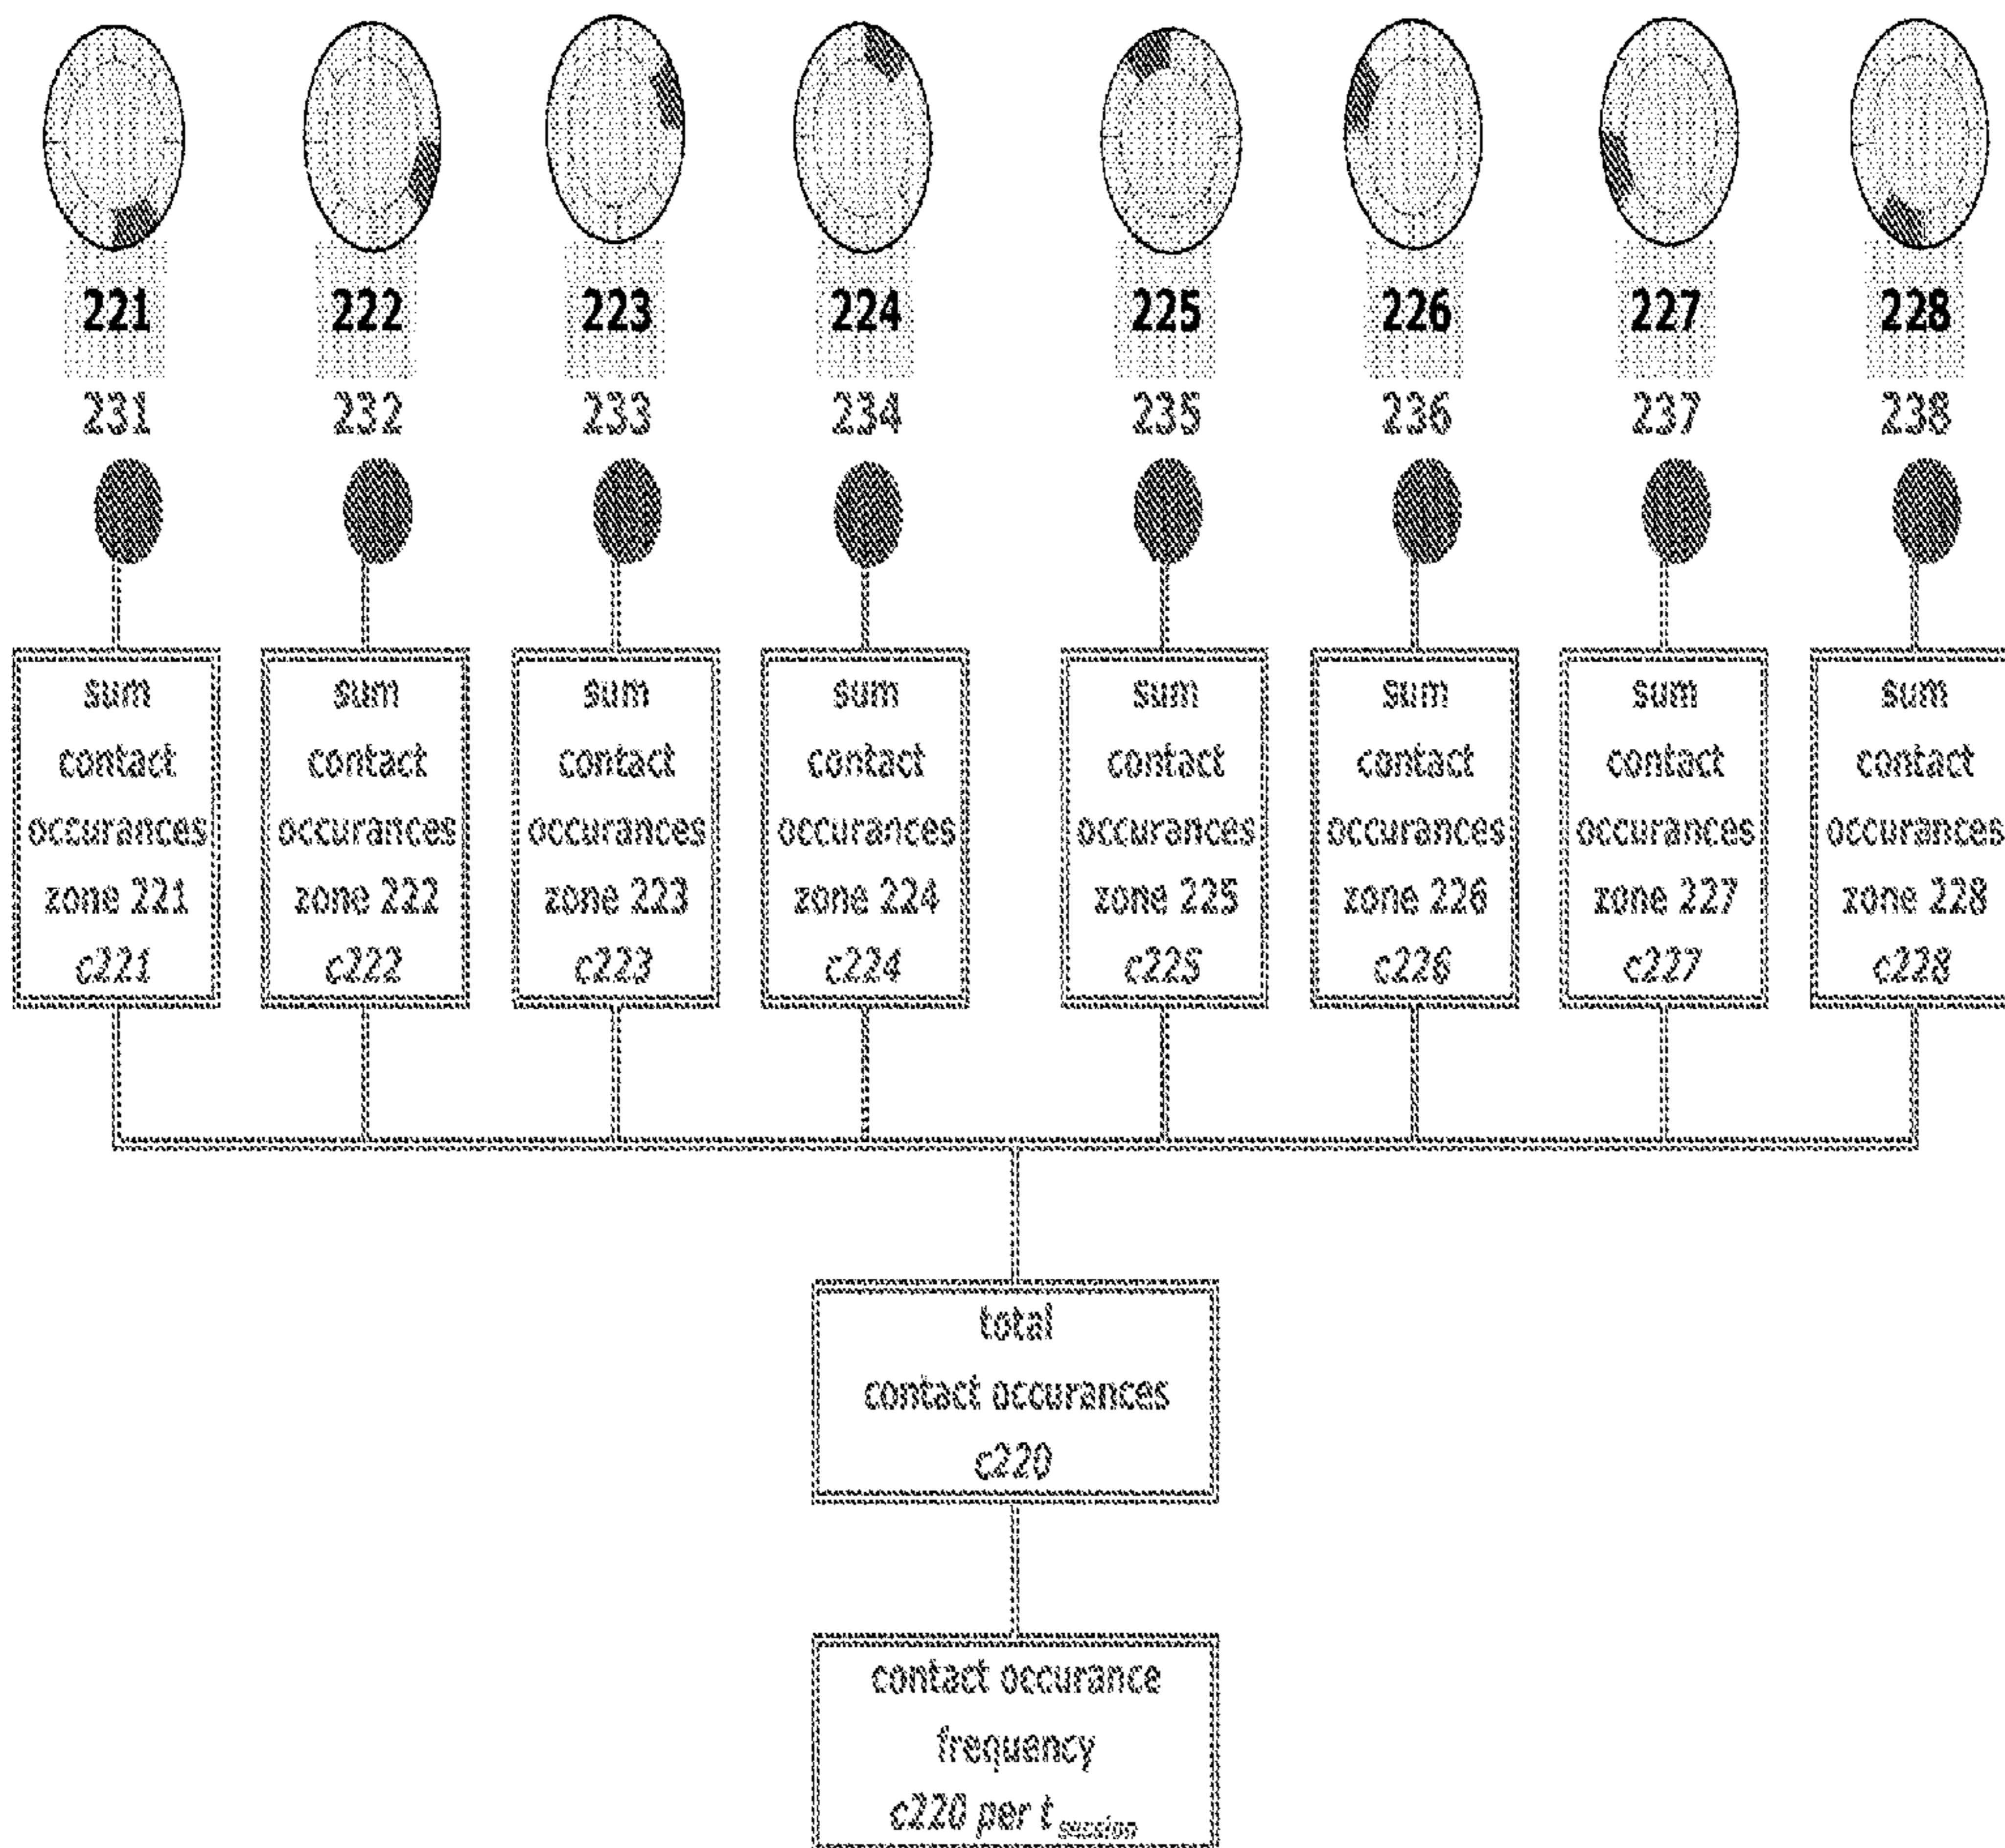 221 222 223 224 225 226 227 228
231 232 233 234 235 236 237 238
sum
contact
occurances
zone 221
c221
sum
contact
occurances
zone 222
c222
sum
contact
occurances
zone 223
c223
sum
contact
occurances
zone 224
c224
sum
contact
occurances
zone 225
c225
sum
contact
occurances
zone 226
c226
sum
contact
occurances
zone 227
c227
sum
contact
occurances
zone 228
c228
total
contact occurances
c220
contact occurance
frequency
c220 per t session